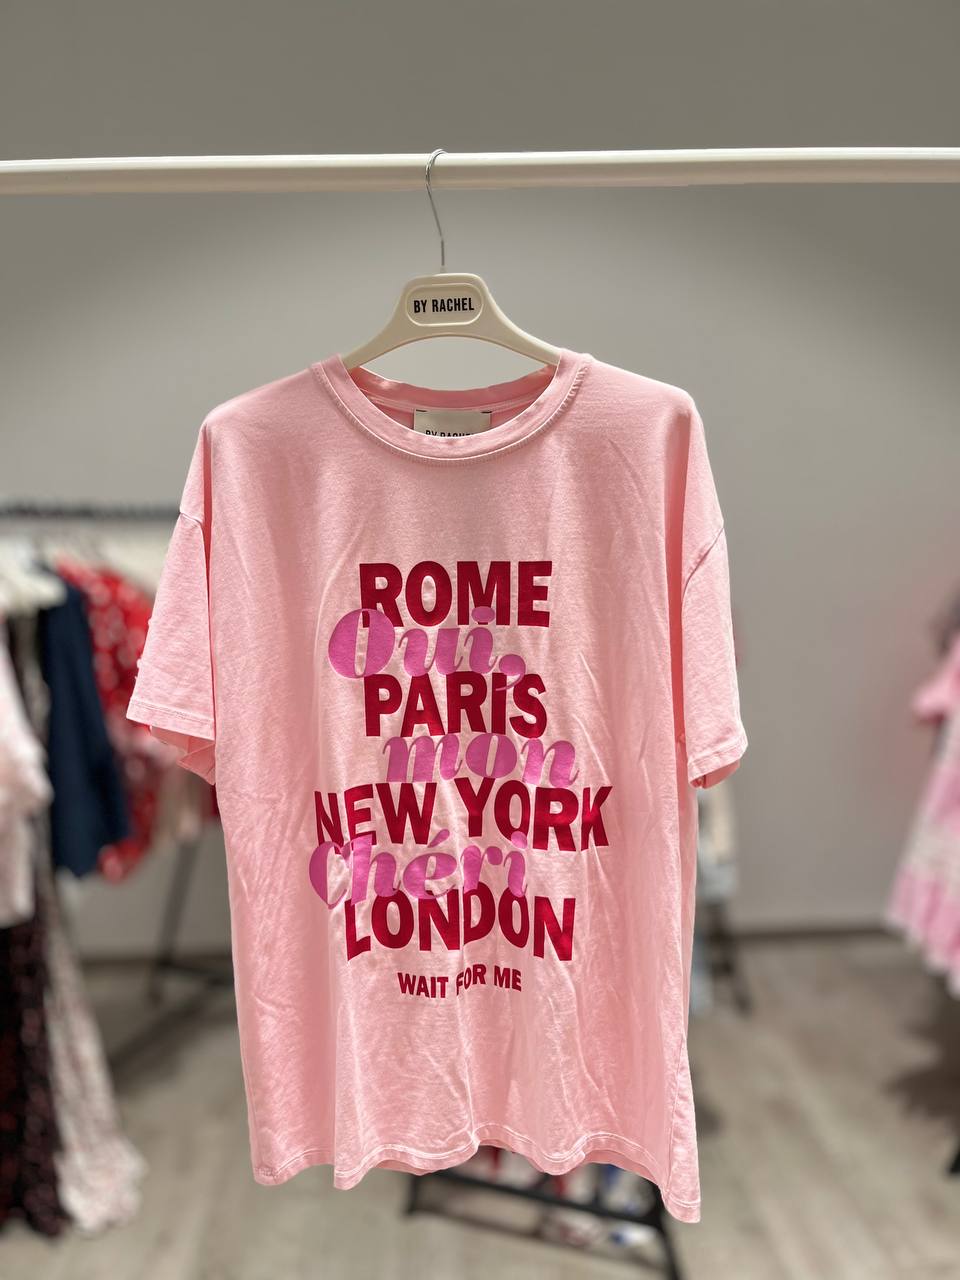 BY RACHEL
ROME
Oui,
PARIS
mon
NEW YORK
Chéri
LONDON
WAIT FOR ME